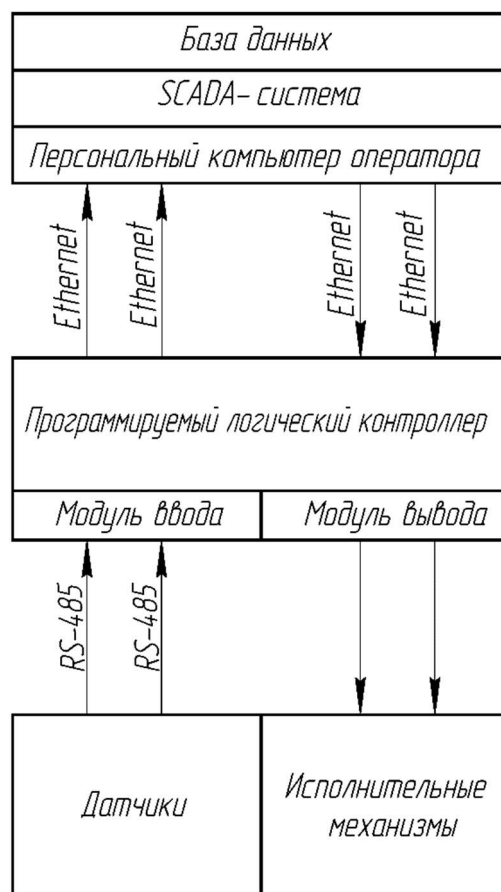 База данных
SCADA- система
Персональный компьютер оператора
Ethernet
Ethernet
Ethernet
Ethernet
Программируемый логический контроллер
Модуль ввода
Модуль вывода
RS-485
RS-485
Датчики
Исполнительные
механизмы